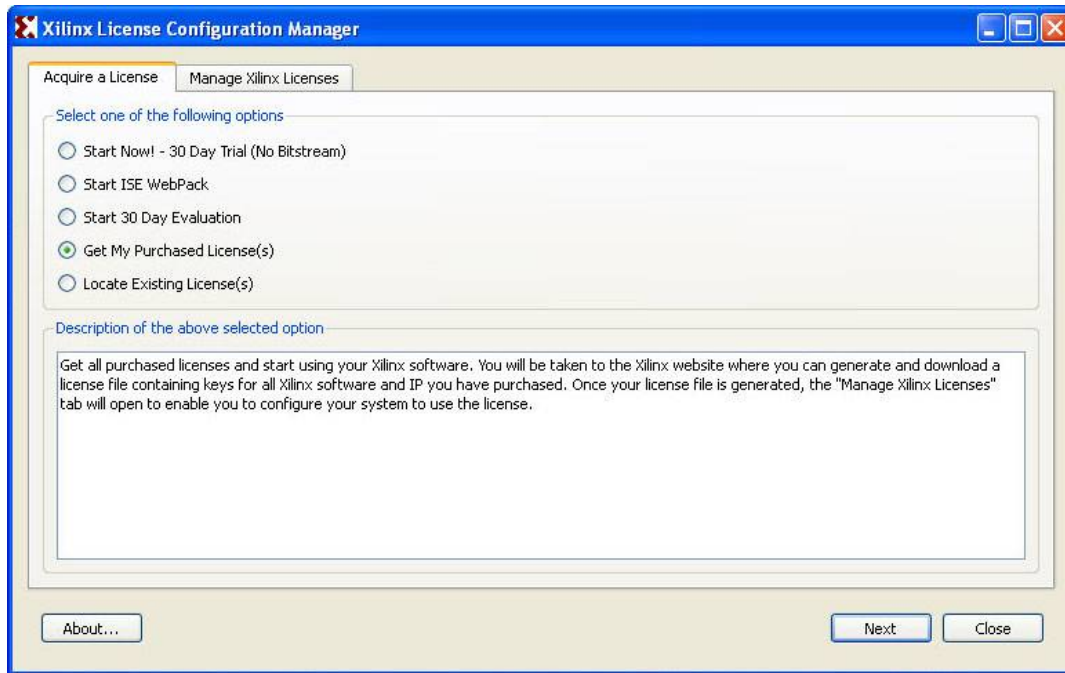 Xilinx License Configuration Manager
Acquire a License
Manage Xilinx Licenses
Select one of the following options
Start Now! - 30 Day Trial (No Bitstream)
Start ISE WebPack
Start 30 Day Evaluation
Get My Purchased License(s)
Locate Existing License(s)
Description of the above selected option
Get all purchased licenses and start using your Xilinx software. You will be taken to the Xilinx website where you can generate and download a
license file containing keys for all Xilinx software and IP you have purchased. Once your license file is generated, the "Manage Xilinx Licenses"
tab will open to enable you to configure your system to use the license.
About...
Next
Close